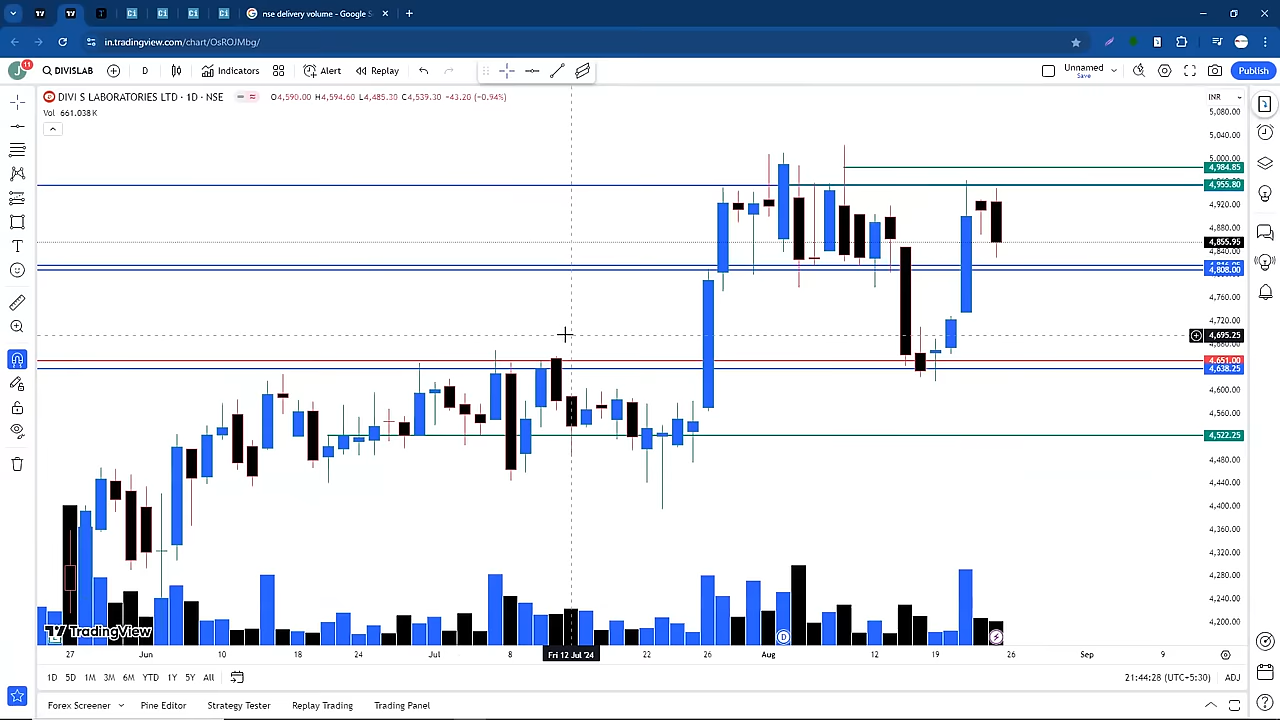 nse delivery volume - Google S
in.tradingview.com/chart/OsROJMbg/
J 11 DIVISLAB D Indicators Alert Replay Unnamed Save Publish
DIVI S LABORATORIES LTD · 1D · NSE O4,590.00 H4,594.60 L4,485.30 C4,539.30 −43.20 (−0.94%) INR
Vol 661.038 K
5,080.00
5,040.00
5,000.00
4,984.85
4,955.80
4,920.00
4,880.00
4,855.95
4,840.00
4,808.00
4,760.00
4,720.00
4,695.25
4,651.00
4,638.25
4,600.00
4,560.00
4,522.25
4,480.00
4,440.00
4,400.00
4,360.00
4,320.00
4,280.00
4,240.00
4,200.00
TradingView
D
27 Jun 10 18 24 Jul 8 Fri 12 Jul '24 22 26 Aug 12 19 26 Sep 9
1D 5D 1M 3M 6M YTD 1Y 5Y All 21:44:28 (UTC+5:30) ADJ
Forex Screener Pine Editor Strategy Tester Replay Trading Trading Panel